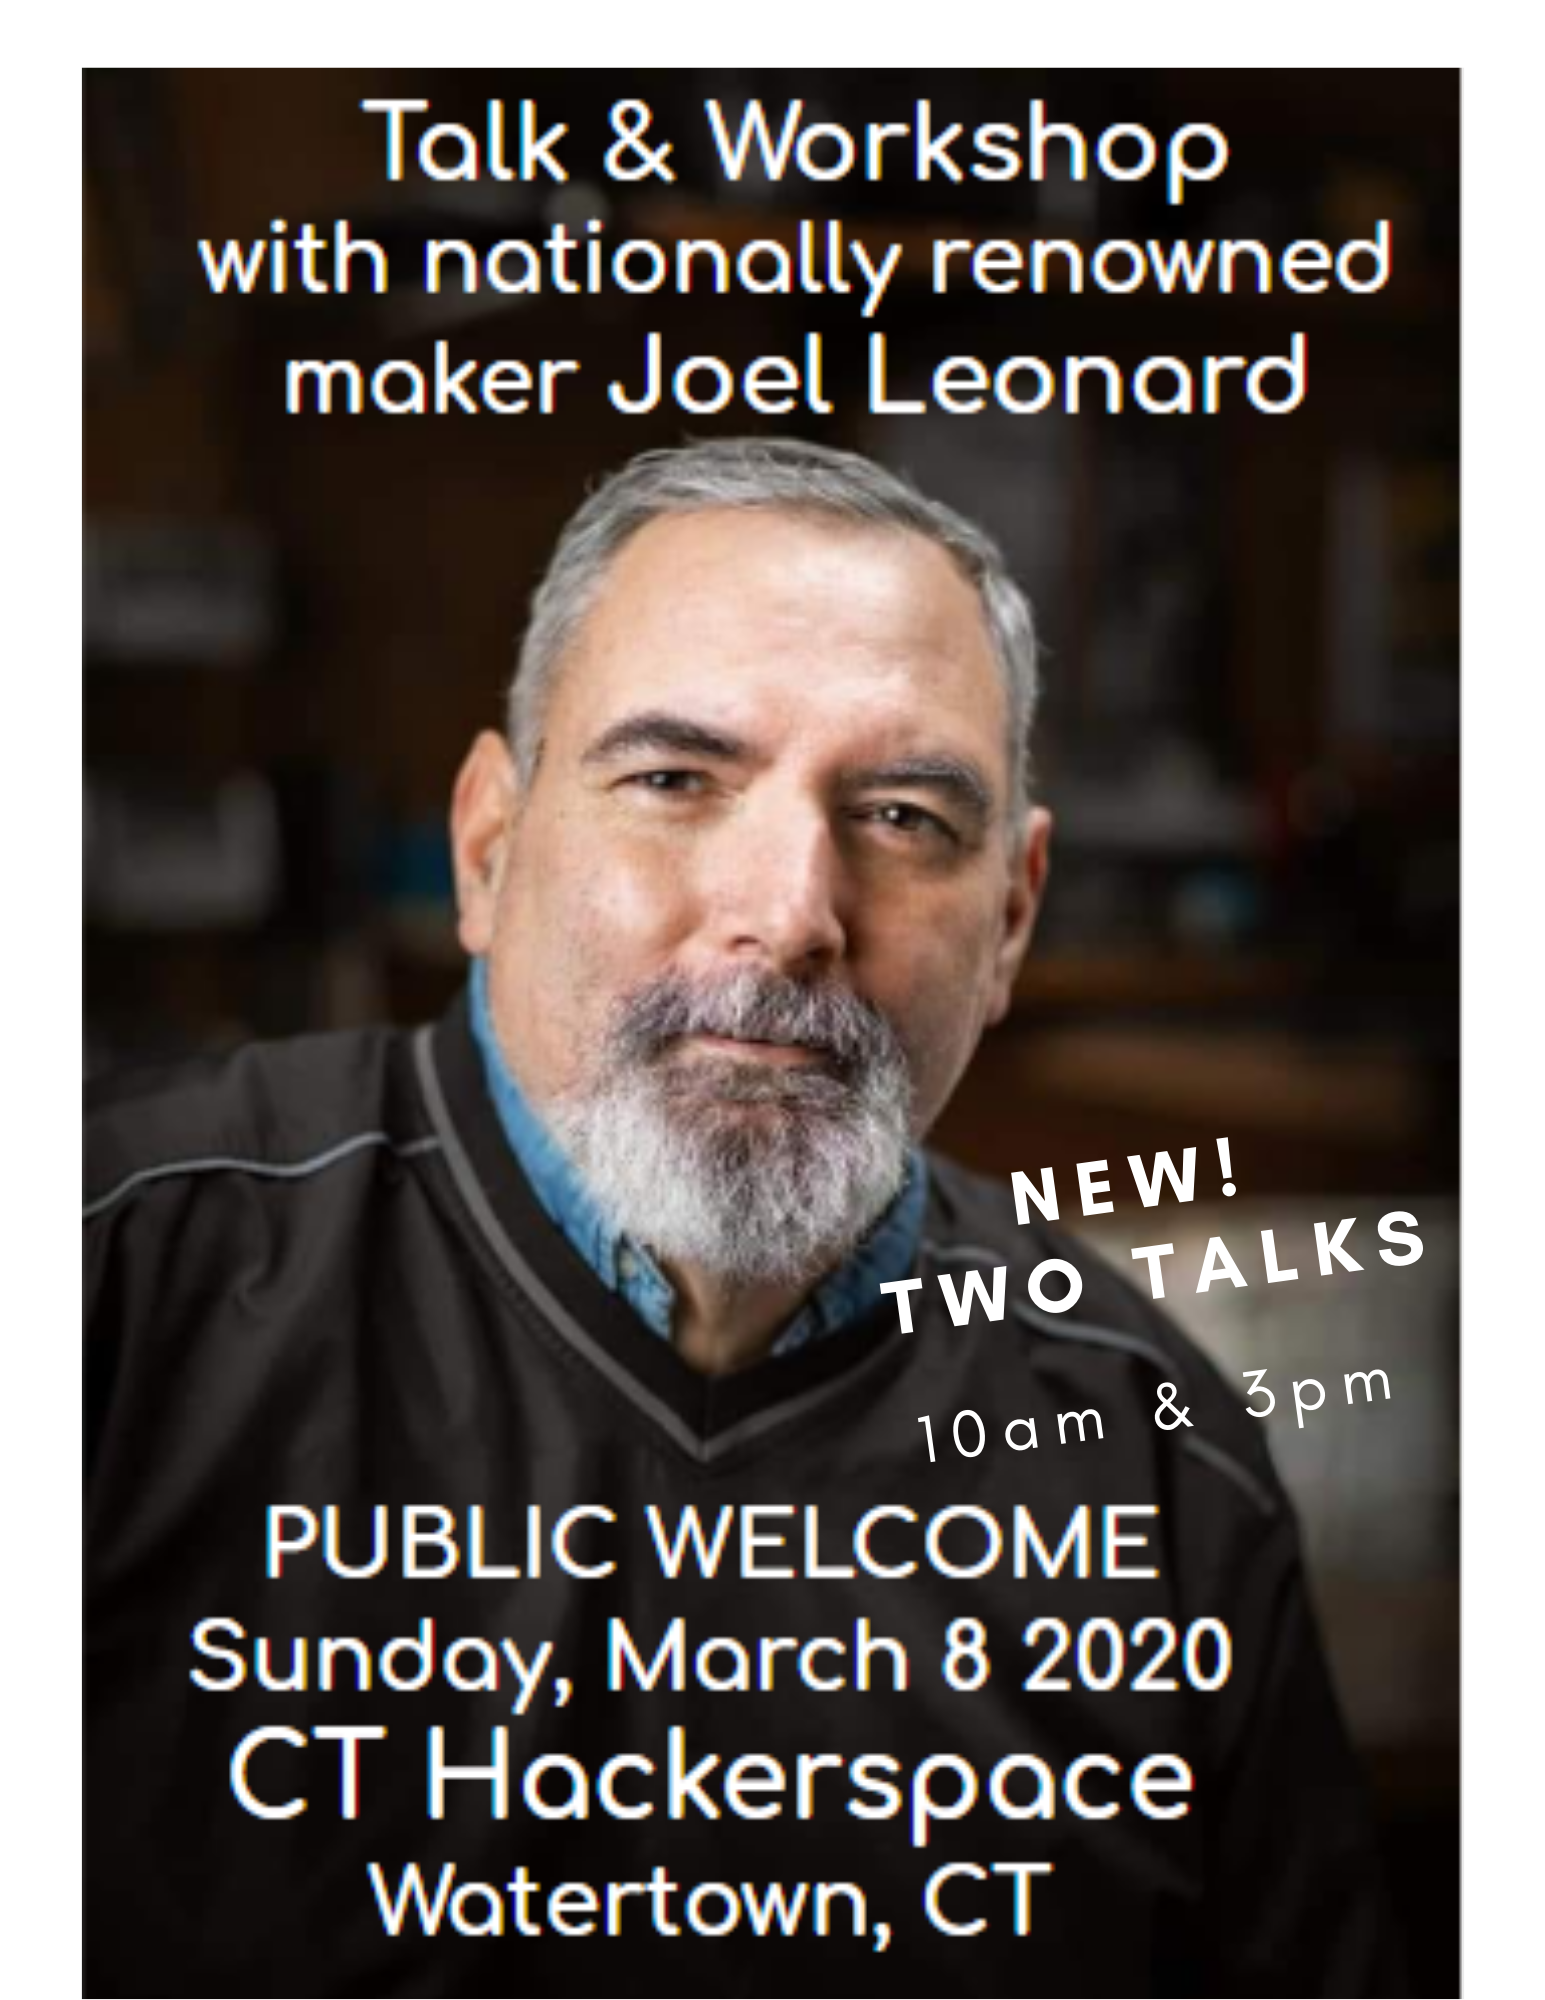 Talk & Workshop
with nationally renowned
maker Joel Leonard
NEW!
TWO TALKS
10am & 3pm
PUBLIC WELCOME
Sunday, March 8 2020
CT Hackerspace
Watertown, CT